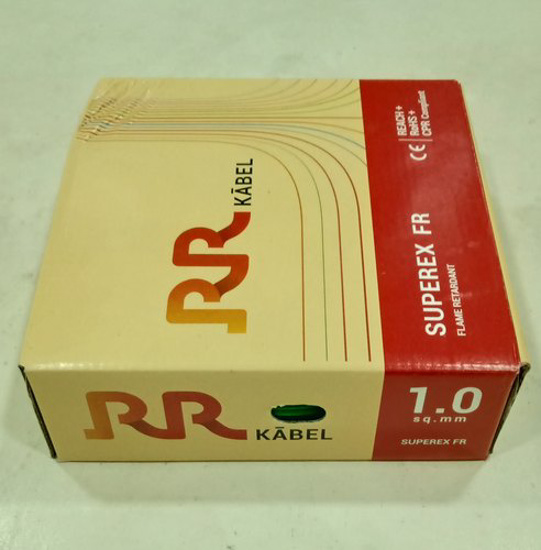 RR
KĀBEL
CE
REACH+
RoHS+
CPR Compliant
SUPEREX FR
FLAME RETARDANT
RR
KĀBEL
1.0
sq.mm
SUPEREX FR